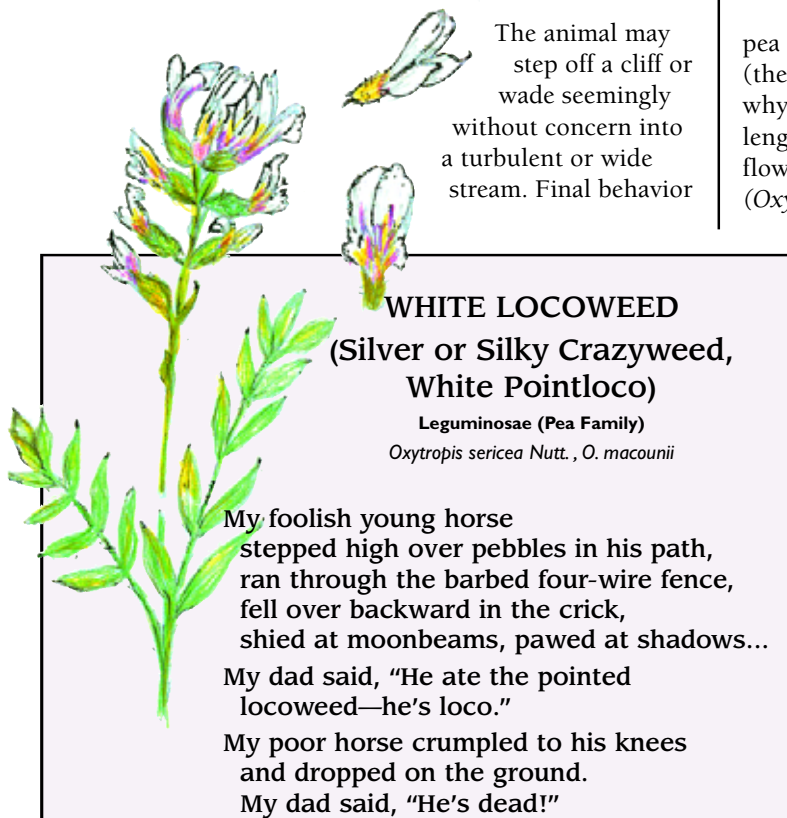 The animal may
step off a cliff or
wade seemingly
without concern into
a turbulent or wide
stream. Final behavior
pea
(the
why
leng
flow
(Oxy
WHITE LOCOWEED
(Silver or Silky Crazyweed,
White Pointloco)
Leguminosae (Pea Family)
Oxytropis sericea Nutt., O. macounii
My foolish young horse
stepped high over pebbles in his path,
ran through the barbed four-wire fence,
fell over backward in the crick,
shied at moonbeams, pawed at shadows...
My dad said, “He ate the pointed
locoweed—he’s loco.”
My poor horse crumpled to his knees
and dropped on the ground.
My dad said, “He’s dead!”